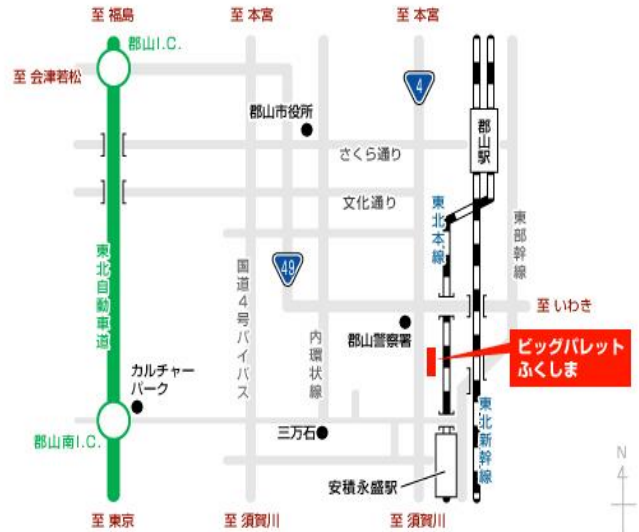 至 福島
至 本宮
至 本宮
郡山I.C.
至 会津若松
4
郡山市役所
郡山駅
さくら通り
文化通り
東北本線
東部幹線
東北自動車道
国道4号バイパス
49
内環状線
至 いわき
郡山警察署
ビッグパレット
ふくしま
カルチャー
パーク
東北新幹線
郡山南I.C.
三万石
安積永盛駅
至 東京
至 須賀川
至 須賀川
N
4